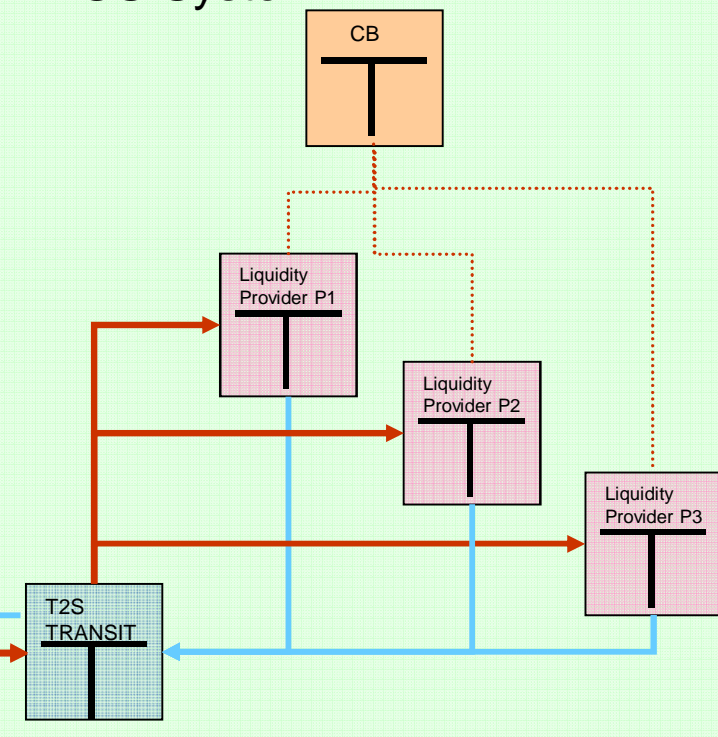 CB
Liquidity
Provider P1
Liquidity
Provider P2
Liquidity
Provider P3
T2S
TRANSIT